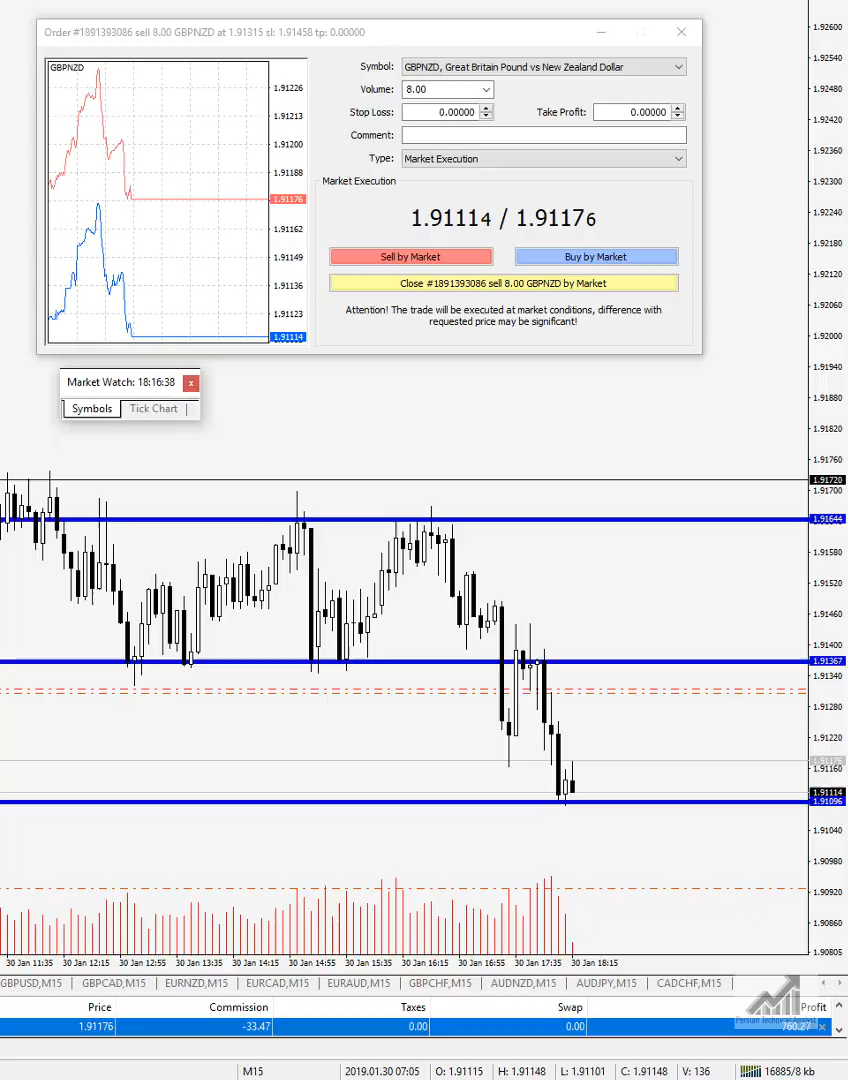 Order #1891393086 sell 8.00 GBPNZD at 1.91315 sl: 1.91458 tp: 0.00000
GBPNZD
1.91226
1.91213
1.91200
1.91188
1.91176
1.91162
1.91149
1.91136
1.91123
1.91114
Symbol: GBPNZD, Great Britain Pound vs New Zealand Dollar
Volume: 8.00
Stop Loss: 0.00000 Take Profit: 0.00000
Comment:
Type: Market Execution
Market Execution
1.91114 / 1.91176
Sell by Market Buy by Market
Close #1891393086 sell 8.00 GBPNZD by Market
Attention! The trade will be executed at market conditions, difference with
requested price may be significant!
Market Watch: 18:16:38 x
Symbols Tick Chart
1.92600
1.92540
1.92480
1.92420
1.92360
1.92300
1.92240
1.92180
1.92120
1.92060
1.92000
1.91940
1.91880
1.91820
1.91760
1.91720
1.91700
1.91644
1.91580
1.91520
1.91460
1.91400
1.91367
1.91340
1.91280
1.91220
1.91176
1.91160
1.91114
1.91096
1.91040
1.90980
1.90920
1.90860
1.90805
30 Jan 11:35 30 Jan 12:15 30 Jan 12:55 30 Jan 13:35 30 Jan 14:15 30 Jan 14:55 30 Jan 15:35 30 Jan 16:15 30 Jan 16:55 30 Jan 17:35 30 Jan 18:15
GBPUSD,M15 GBPCAD,M15 EURNZD,M15 EURCAD,M15 EURAUD,M15 GBPCHF,M15 AUDNZD,M15 AUDJPY,M15 CADCHF,M15
Price Commission Taxes Swap Profit
1.91176 -33.47 0.00 0.00 760.27
Persian Technical Analyst
M15 2019.01.30 07:05 O: 1.91115 H: 1.91148 L: 1.91101 C: 1.91148 V: 136 16885/8 kb